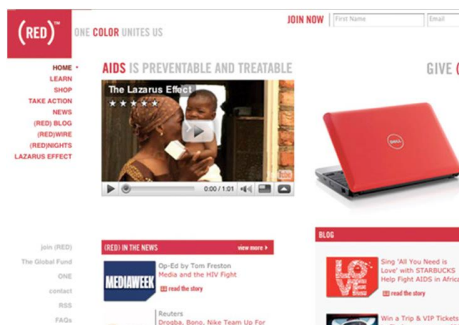 (RED)™
ONE COLOR UNITES US
JOIN NOW
First Name
Email
HOME
LEARN
SHOP
TAKE ACTION
NEWS
(RED) BLOG
(RED)WIRE
(RED)NIGHTS
LAZARUS EFFECT
AIDS IS PREVENTABLE AND TREATABLE
The Lazarus Effect
0:00 / 1:01
GIVE (
DELL
join (RED)
The Global Fund
ONE
contact
RSS
FAQs
(RED) IN THE NEWS
view more
MEDIAWEEK
Op-Ed by Tom Freston
Media and the HIV Fight
read the story
Reuters
Drogba, Bono, Nike Team Up For
BLOG
LOVE
Sing 'All You Need is
Love' with STARBUCKS
Help Fight AIDS in Africa
read the story
Win a Trip & VIP Tickets